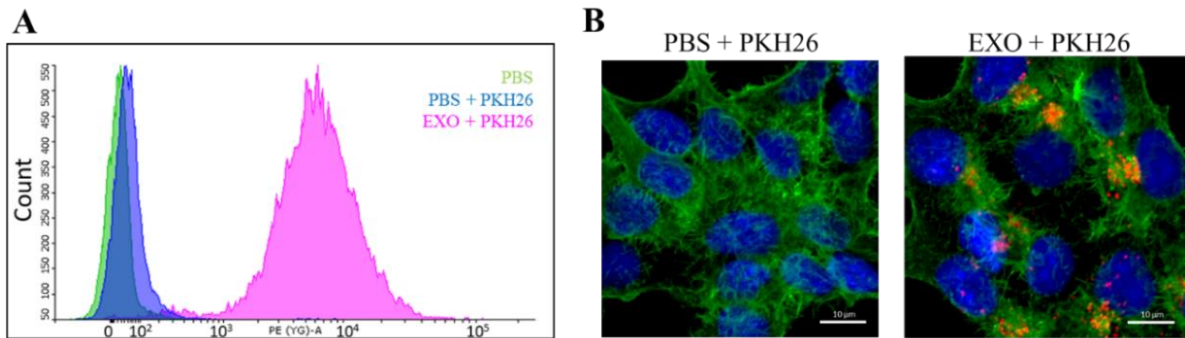 A
Count
550
500
450
400
350
300
250
200
150
100
50
0
10²
10³
10⁴
10⁵
PE (YG)-A
PBS
PBS + PKH26
EXO + PKH26
B
PBS + PKH26
EXO + PKH26
10 µm
10 µm